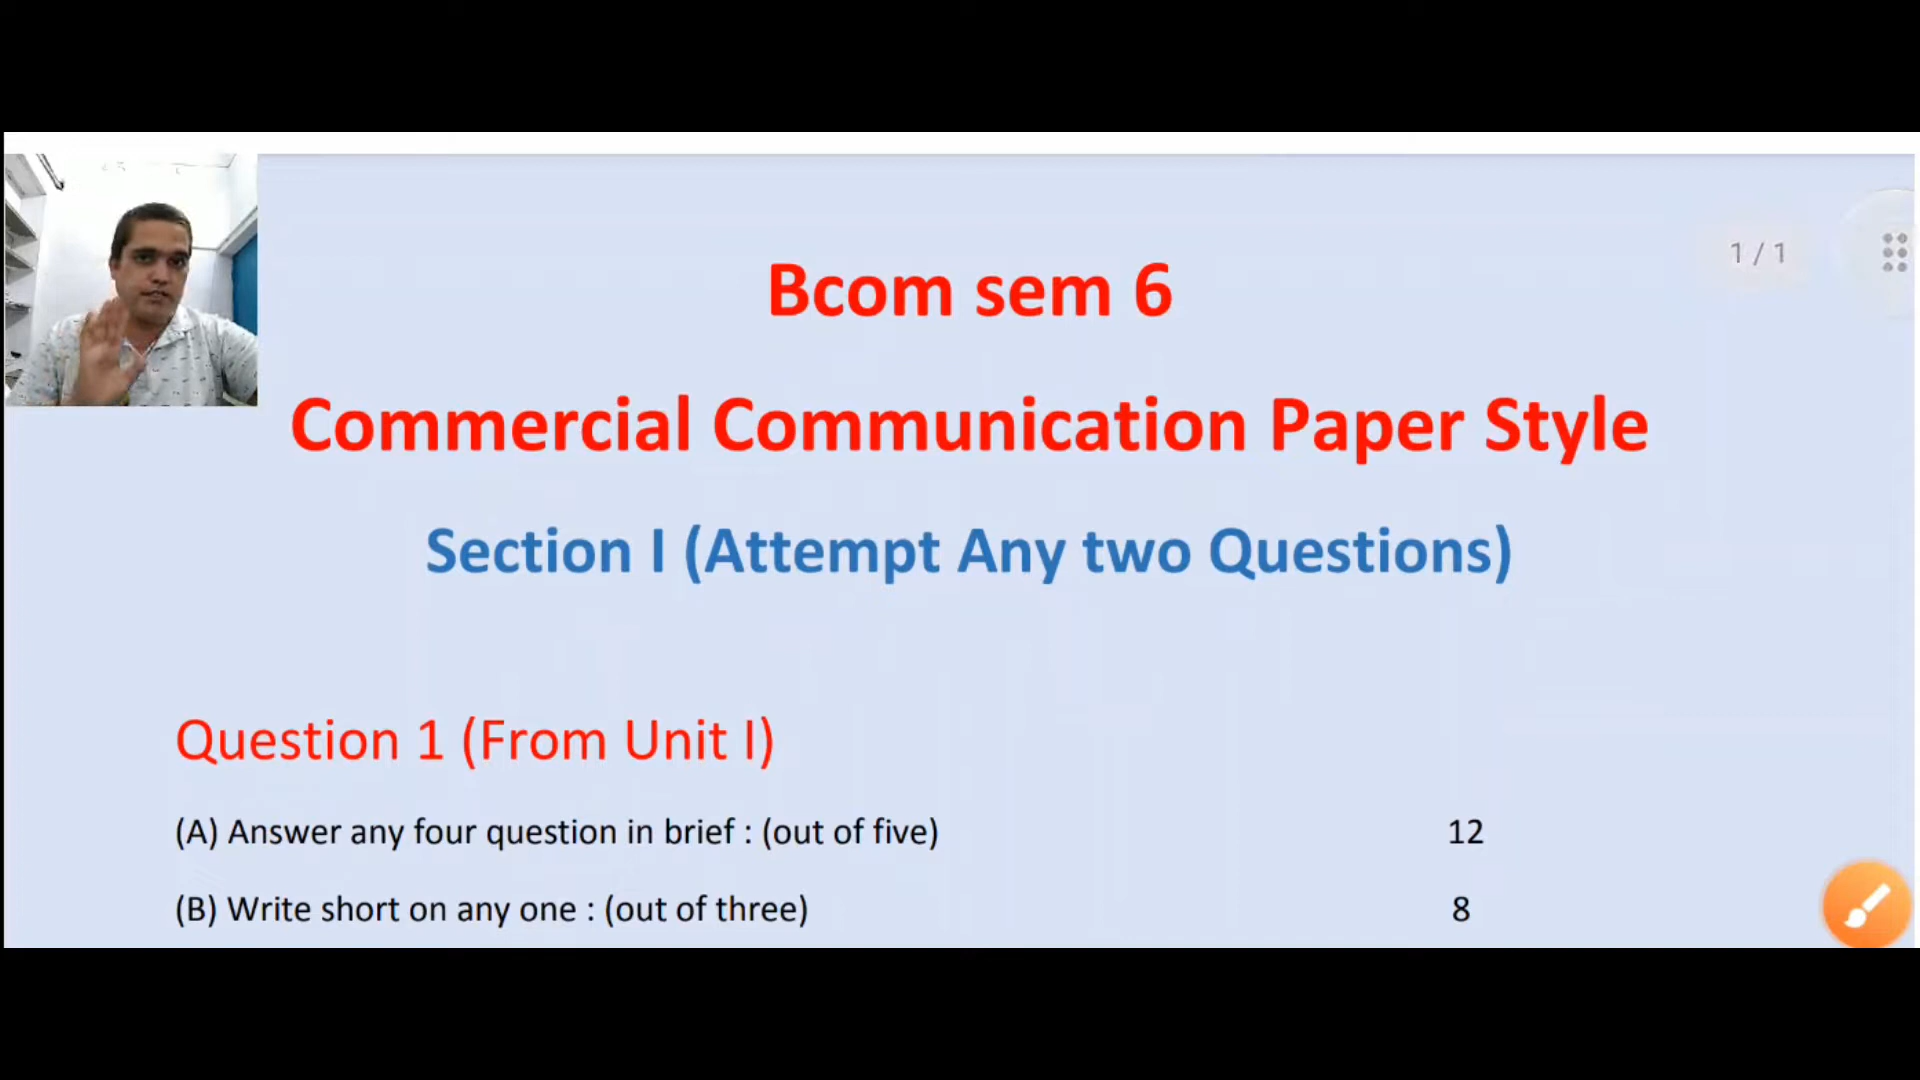 1 / 1
Bcom sem 6
Commercial Communication Paper Style
Section I (Attempt Any two Questions)
Question 1 (From Unit I)
(A) Answer any four question in brief : (out of five) 12
(B) Write short on any one : (out of three) 8